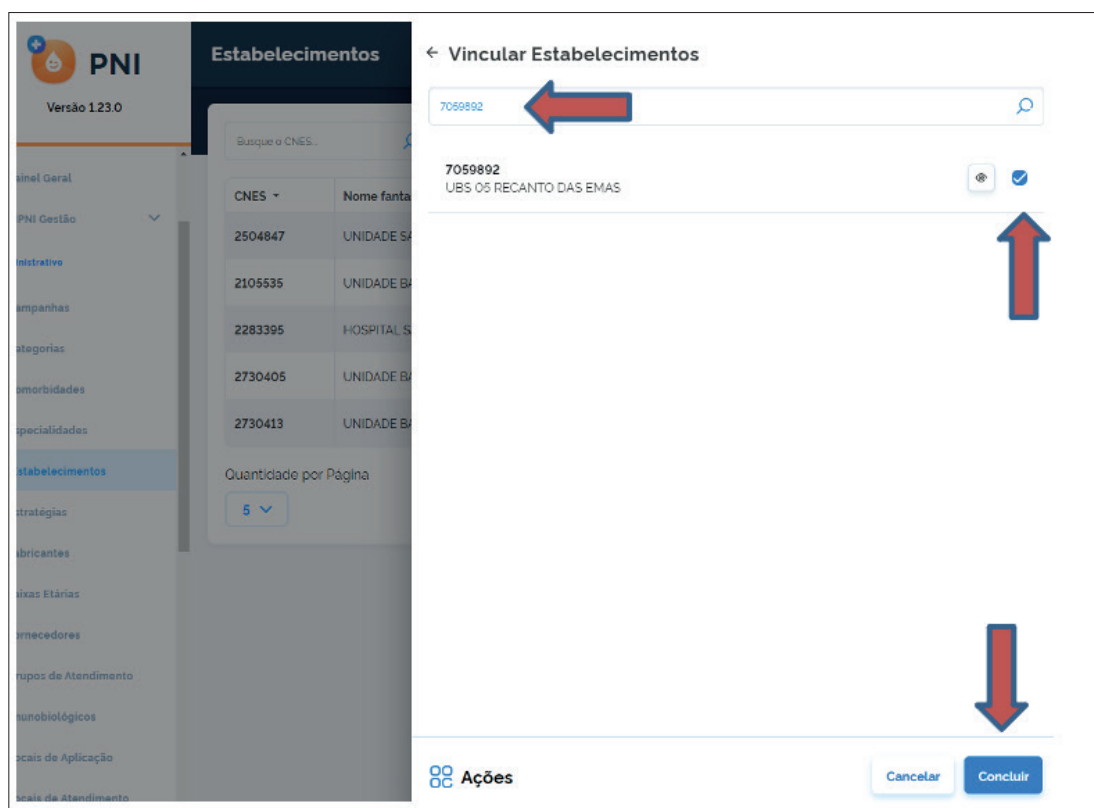 PNI
Versão 1.23.0
ainel Geral
PNI Gestão
inistrativo
ampanhas
ategorias
omorbidades
specialidades
stabelecimentos
stratégias
abricantes
aixas Etárias
ornecedores
rupos de Atendimento
nunobiológicos
ocais de Aplicação
ocais de Atendimento
Estabelecimentos
Busque o CNES...
CNES Nome fanta
2504847 UNIDADE SA
2105535 UNIDADE BA
2283395 HOSPITAL S
2730405 UNIDADE BA
2730413 UNIDADE BA
Quantidade por Página
5
← Vincular Estabelecimentos
7059892
7059892
UBS 05 RECANTO DAS EMAS
Ações
Cancelar
Concluir